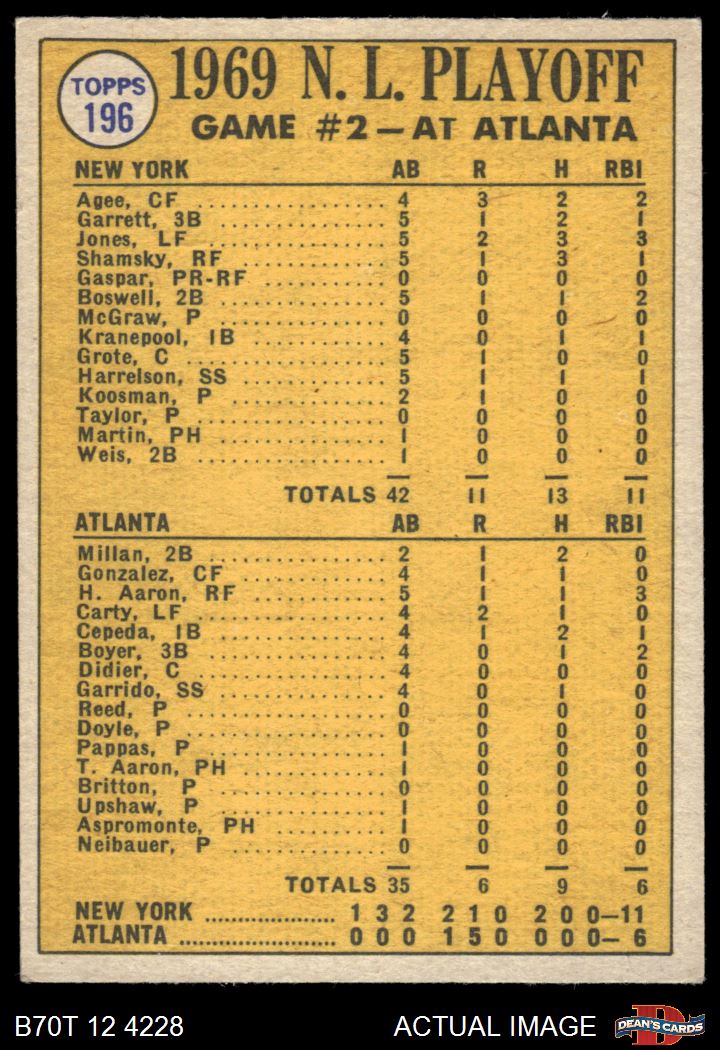 TOPPS
196
1969 N. L. PLAYOFF
GAME #2—AT ATLANTA
NEW YORK AB R H RBI
Agee, CF .................... 4 3 2 2
Garrett, 3B .................... 5 1 2 1
Jones, LF .................... 5 2 3 3
Shamsky, RF .................... 5 1 3 1
Gaspar, PR-RF .................... 0 0 0 0
Boswell, 2B .................... 5 1 1 2
McGraw, P .................... 0 0 0 0
Kranepool, 1B .................... 4 0 1 1
Grote, C .................... 5 1 0 0
Harrelson, SS .................... 5 1 1 1
Koosman, P .................... 2 1 0 0
Taylor, P .................... 0 0 0 0
Martin, PH .................... 1 0 0 0
Weis, 2B .................... 1 0 0 0
TOTALS 42 11 13 11
ATLANTA AB R H RBI
Millan, 2B .................... 2 1 2 0
Gonzalez, CF .................... 4 1 1 0
H. Aaron, RF .................... 5 1 1 3
Carty, LF .................... 4 2 1 0
Cepeda, 1B .................... 4 1 2 1
Boyer, 3B .................... 4 0 1 2
Didier, C .................... 4 0 0 0
Garrido, SS .................... 4 0 1 0
Reed, P .................... 0 0 0 0
Doyle, P .................... 0 0 0 0
Pappas, P .................... 1 0 0 0
T. Aaron, PH .................... 1 0 0 0
Britton, P .................... 0 0 0 0
Upshaw, P .................... 1 0 0 0
Aspromonte, PH .................... 1 0 0 0
Neibauer, P .................... 0 0 0 0
TOTALS 35 6 9 6
NEW YORK .................... 1 3 2 2 1 0 2 0 0—11
ATLANTA .................... 0 0 0 1 5 0 0 0 0— 6
B70T 12 4228 ACTUAL IMAGE DEAN'S CARDS